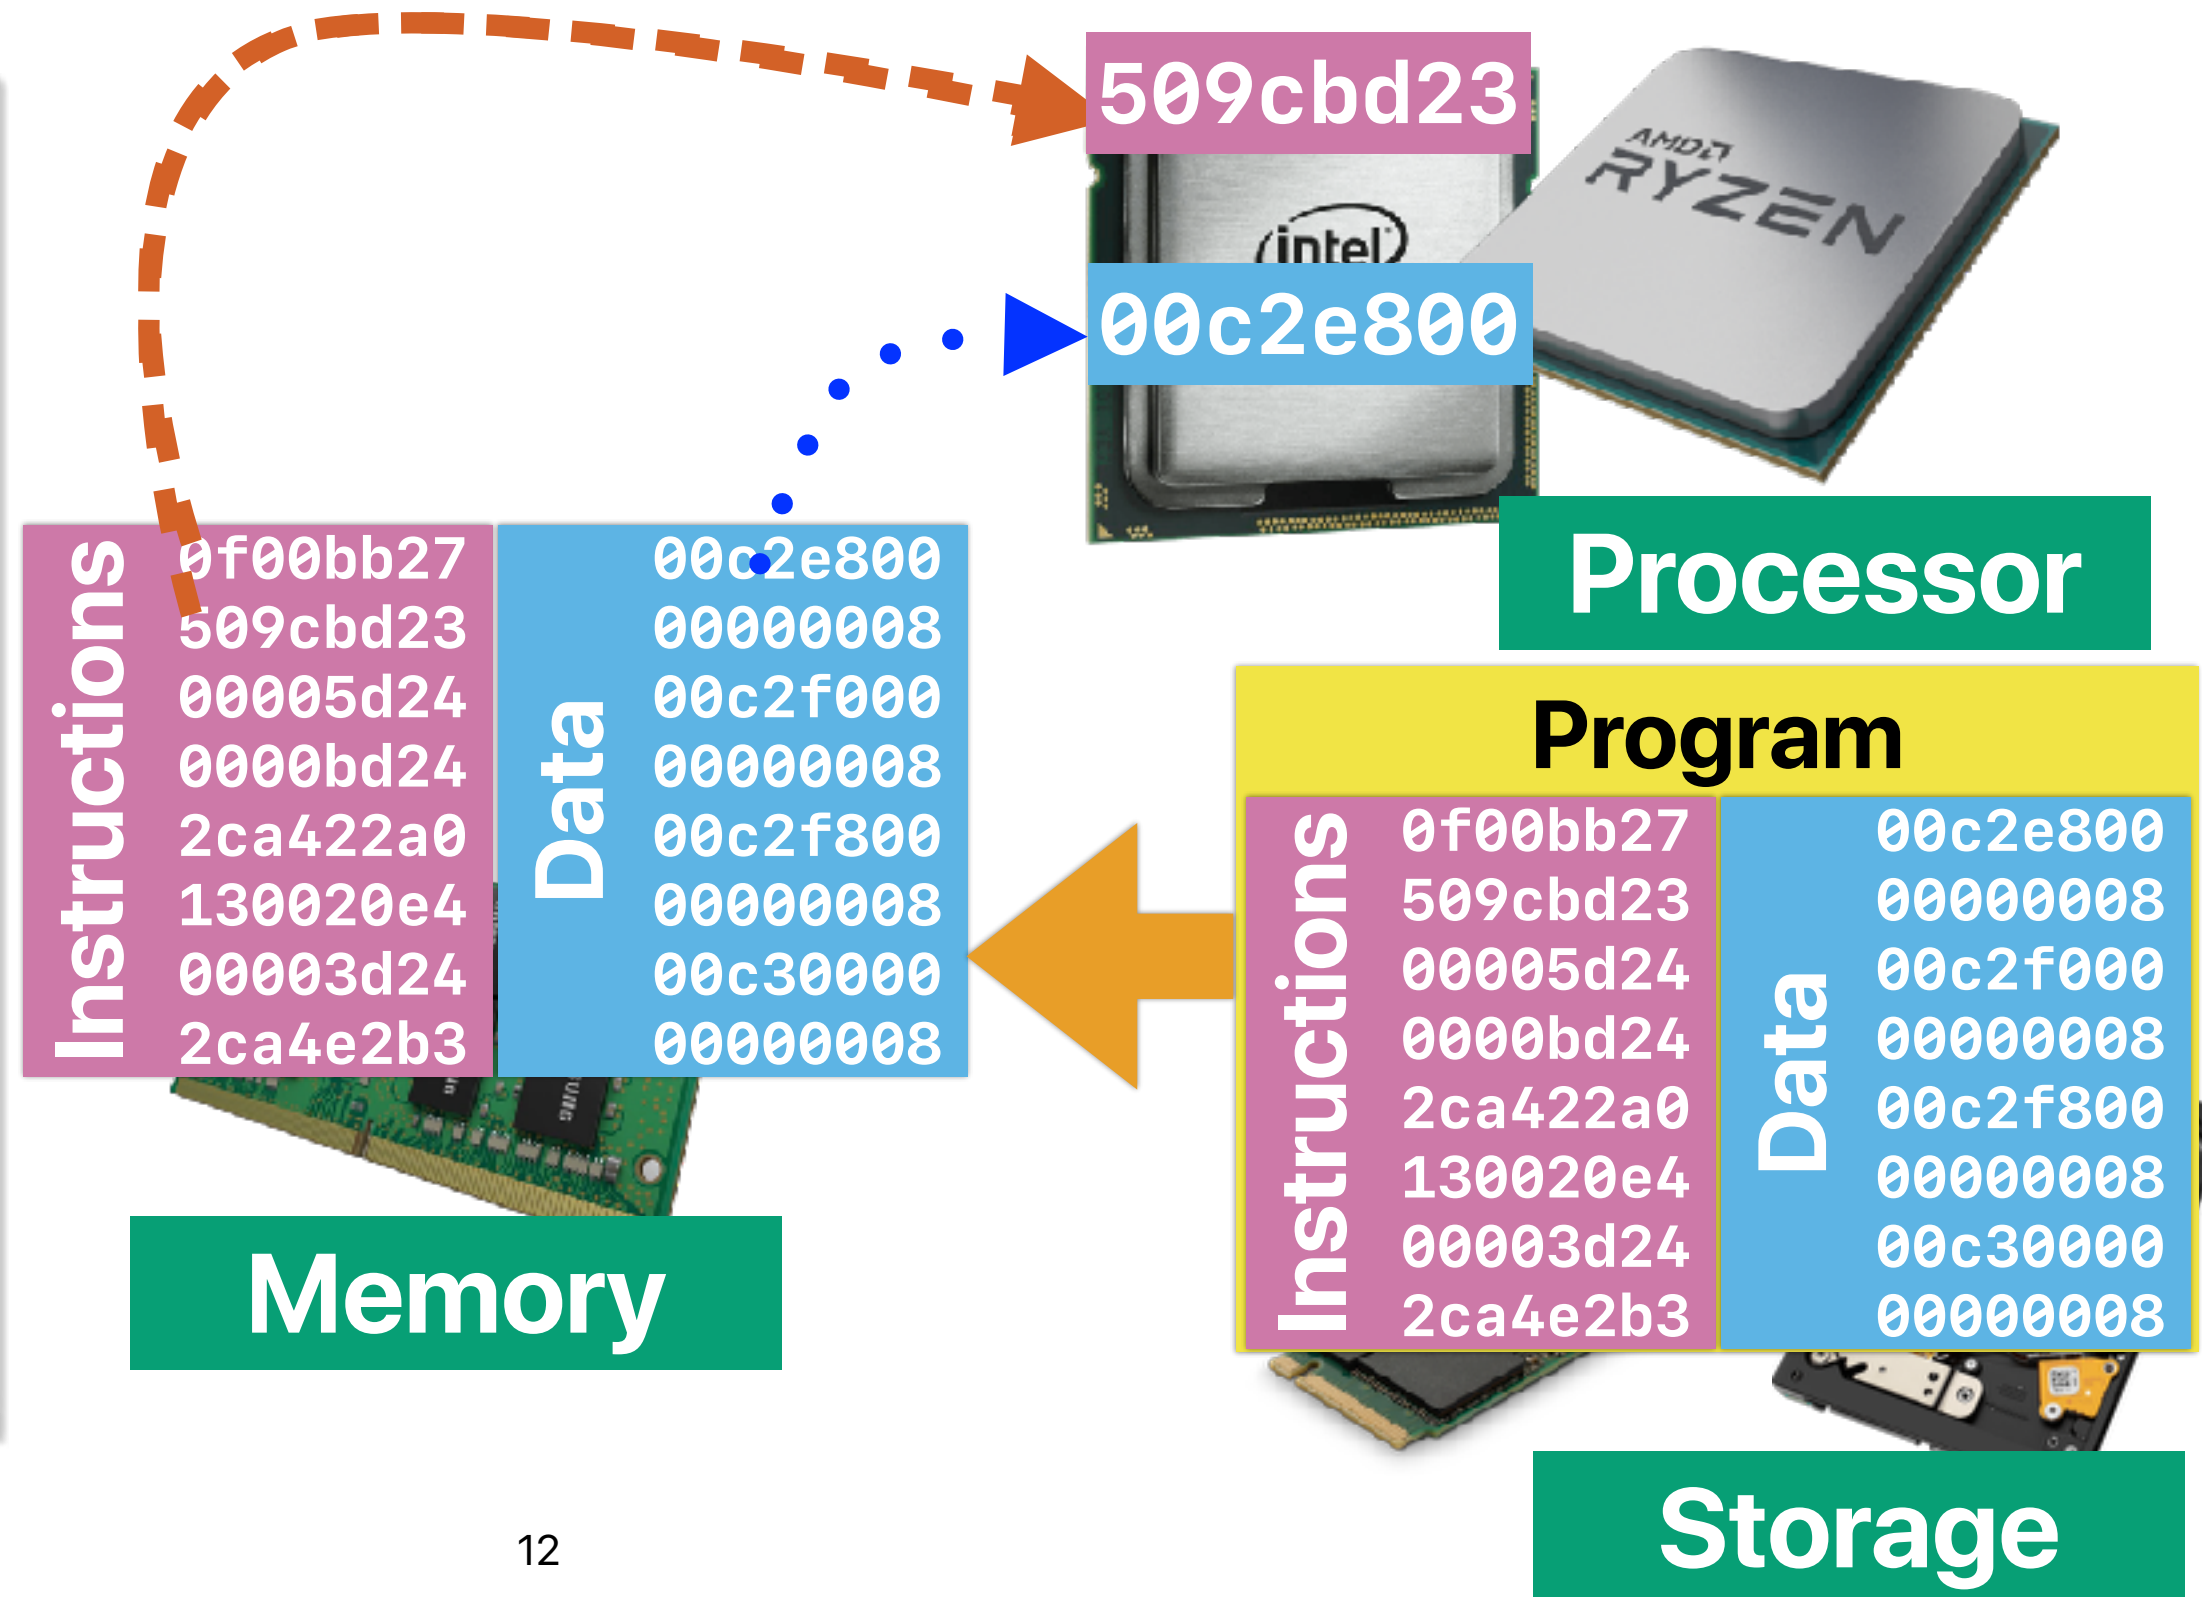 509cbd23
AMD
RYZEN
intel
00c2e800
Processor
Instructions
0f00bb27
509cbd23
00005d24
0000bd24
2ca422a0
130020e4
00003d24
2ca4e2b3
Data
00c2e800
00000008
00c2f000
00000008
00c2f800
00000008
00c30000
00000008
Memory
Program
Instructions
0f00bb27
509cbd23
00005d24
0000bd24
2ca422a0
130020e4
00003d24
2ca4e2b3
Data
00c2e800
00000008
00c2f000
00000008
00c2f800
00000008
00c30000
00000008
Storage
12